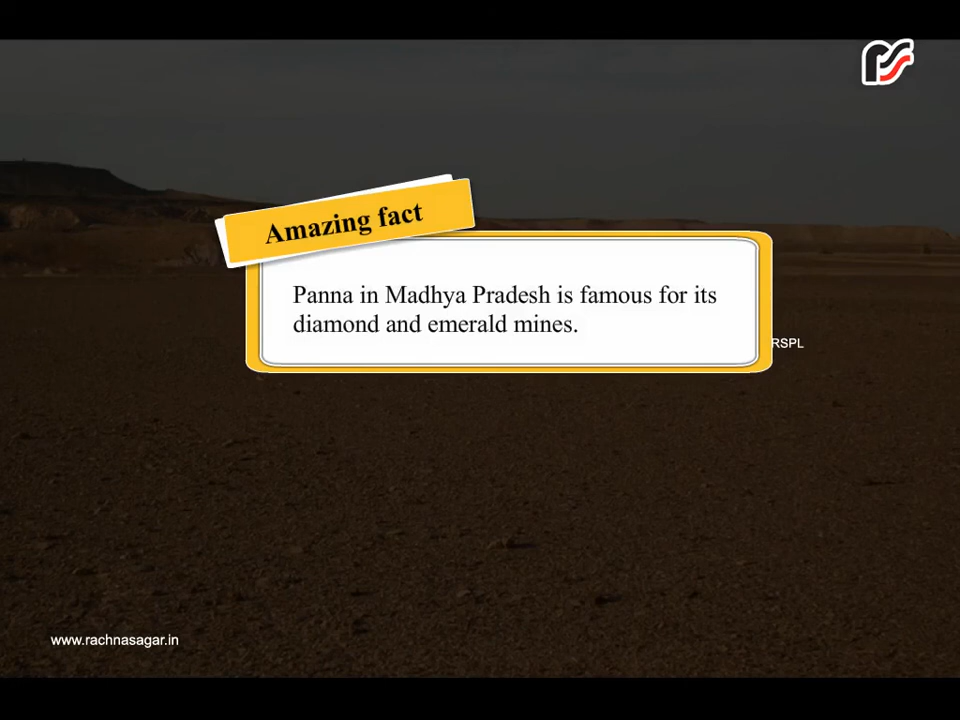 Amazing fact
Panna in Madhya Pradesh is famous for its
diamond and emerald mines.
RSPL
www.rachnasagar.in